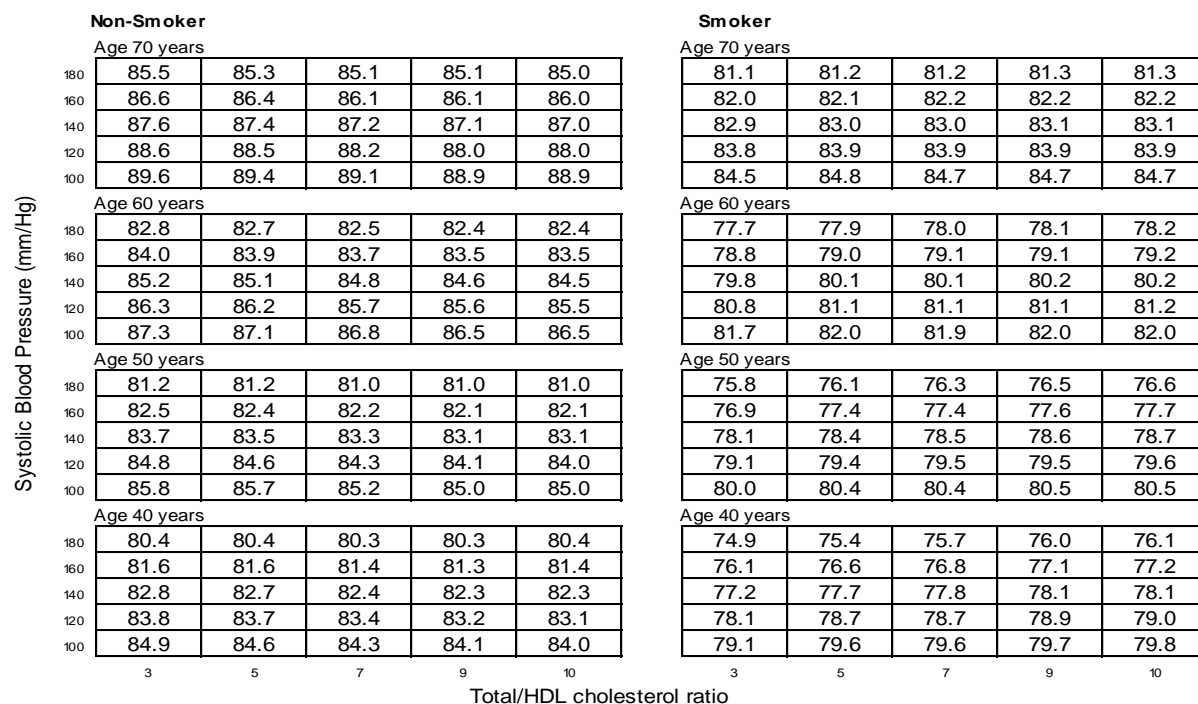 Non-Smoker Smoker
Age 70 years Age 70 years
180 85.5 85.3 85.1 85.1 85.0 81.1 81.2 81.2 81.3 81.3
160 86.6 86.4 86.1 86.1 86.0 82.0 82.1 82.2 82.2 82.2
140 87.6 87.4 87.2 87.1 87.0 82.9 83.0 83.0 83.1 83.1
120 88.6 88.5 88.2 88.0 88.0 83.8 83.9 83.9 83.9 83.9
100 89.6 89.4 89.1 88.9 88.9 84.5 84.8 84.7 84.7 84.7
Age 60 years Age 60 years
180 82.8 82.7 82.5 82.4 82.4 77.7 77.9 78.0 78.1 78.2
160 84.0 83.9 83.7 83.5 83.5 78.8 79.0 79.1 79.1 79.2
140 85.2 85.1 84.8 84.6 84.5 79.8 80.1 80.1 80.2 80.2
120 86.3 86.2 85.7 85.6 85.5 80.8 81.1 81.1 81.1 81.2
100 87.3 87.1 86.8 86.5 86.5 81.7 82.0 81.9 82.0 82.0
Age 50 years Age 50 years
180 81.2 81.2 81.0 81.0 81.0 75.8 76.1 76.3 76.5 76.6
160 82.5 82.4 82.2 82.1 82.1 76.9 77.4 77.4 77.6 77.7
140 83.7 83.5 83.3 83.1 83.1 78.1 78.4 78.5 78.6 78.7
120 84.8 84.6 84.3 84.1 84.0 79.1 79.4 79.5 79.5 79.6
100 85.8 85.7 85.2 85.0 85.0 80.0 80.4 80.4 80.5 80.5
Age 40 years Age 40 years
180 80.4 80.4 80.3 80.3 80.4 74.9 75.4 75.7 76.0 76.1
160 81.6 81.6 81.4 81.3 81.4 76.1 76.6 76.8 77.1 77.2
140 82.8 82.7 82.4 82.3 82.3 77.2 77.7 77.8 78.1 78.1
120 83.8 83.7 83.4 83.2 83.1 78.1 78.7 78.7 78.9 79.0
100 84.9 84.6 84.3 84.1 84.0 79.1 79.6 79.6 79.7 79.8
3 5 7 9 10 3 5 7 9 10
Total/HDL cholesterol ratio
Systolic Blood Pressure (mm/Hg)